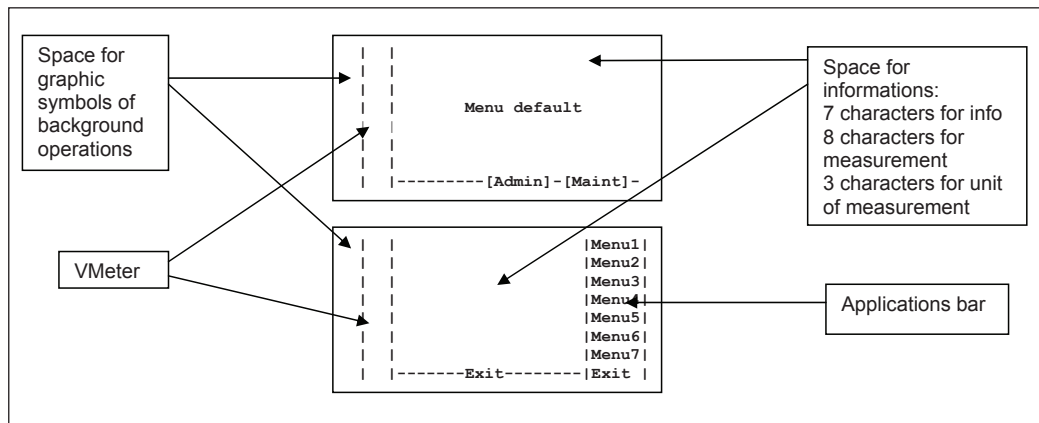 Space for
graphic
symbols of
background
operations
VMeter
Menu default
---------[Admin]-[Maint]-
|Menu1|
|Menu2|
|Menu3|
|Menu4|
|Menu5|
|Menu6|
|Menu7|
|-------Exit--------|Exit |
Space for
informations:
7 characters for info
8 characters for
measurement
3 characters for unit
of measurement
Applications bar